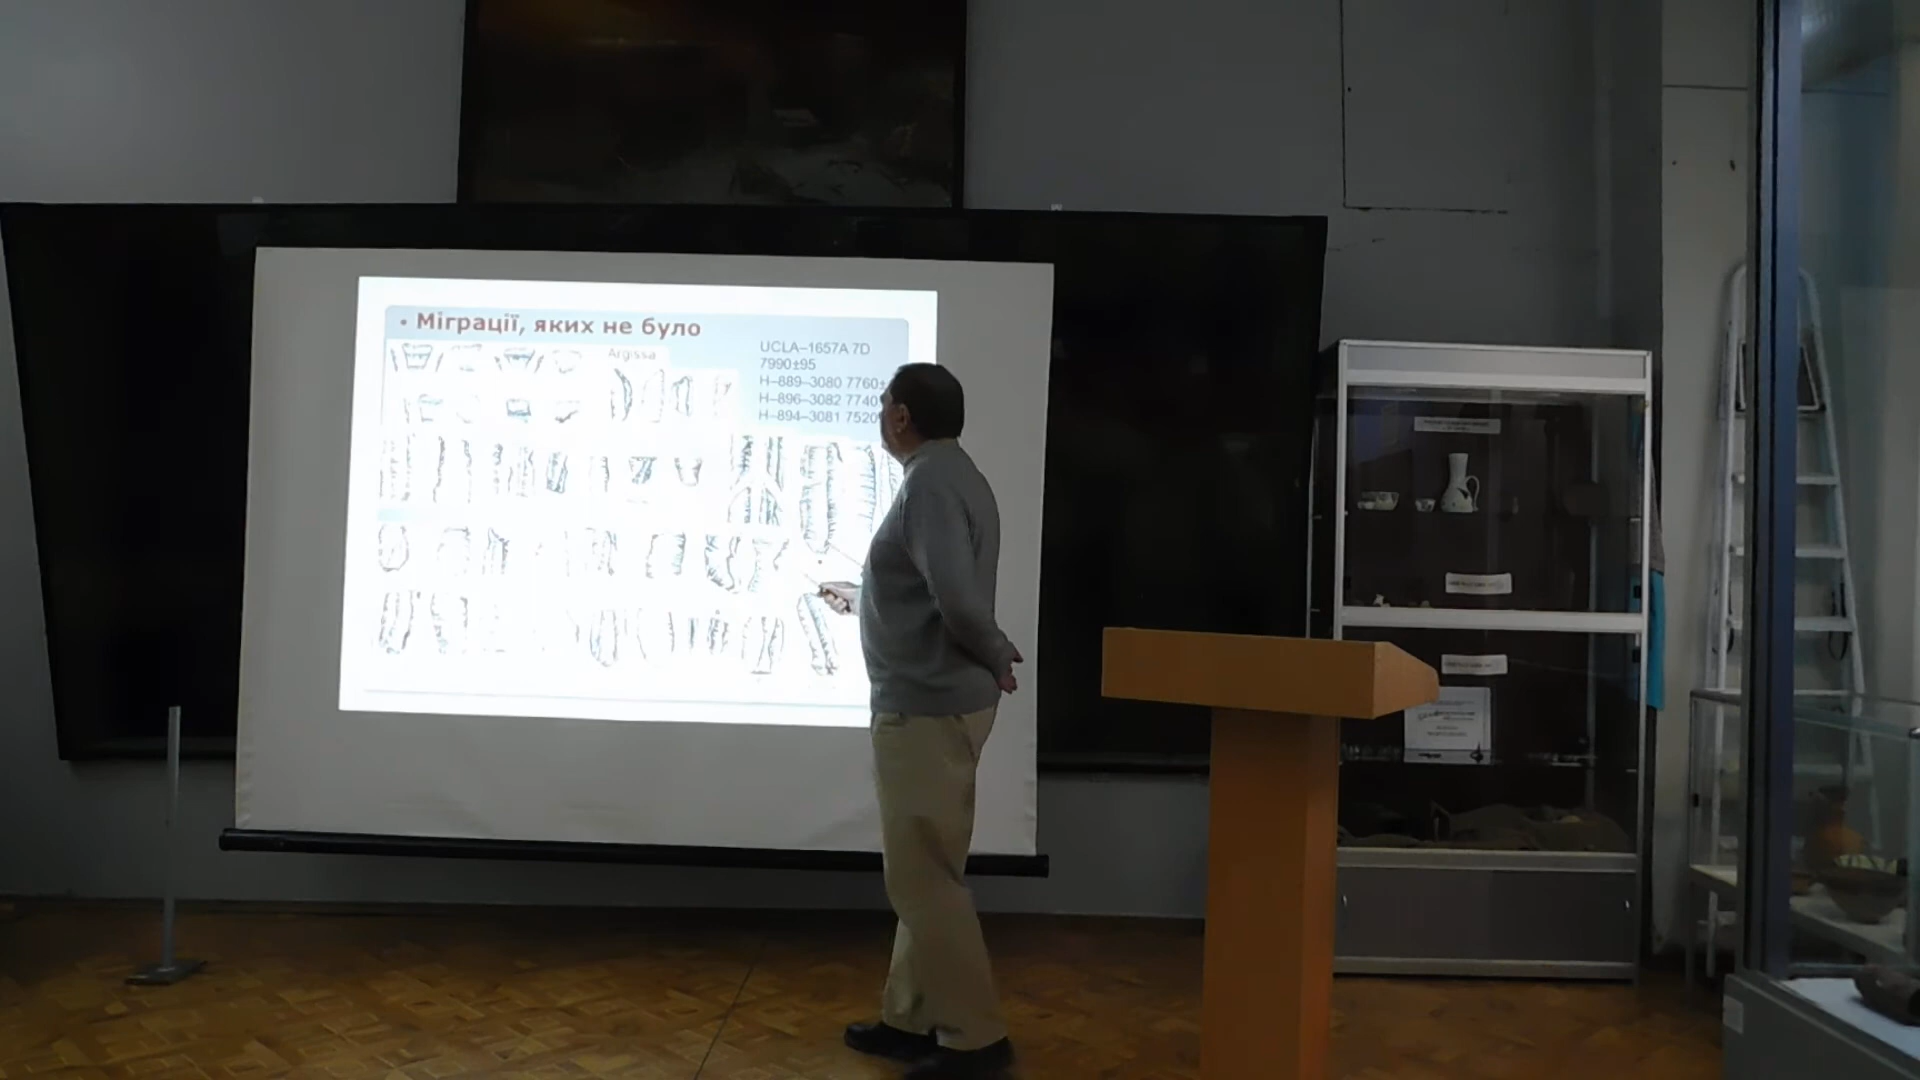 • Міграції, яких не було
Argissa
UCLA–1657A 7D
7990±95
H–889–3080 7760±
H–896–3082 7740
H–894–3081 7520